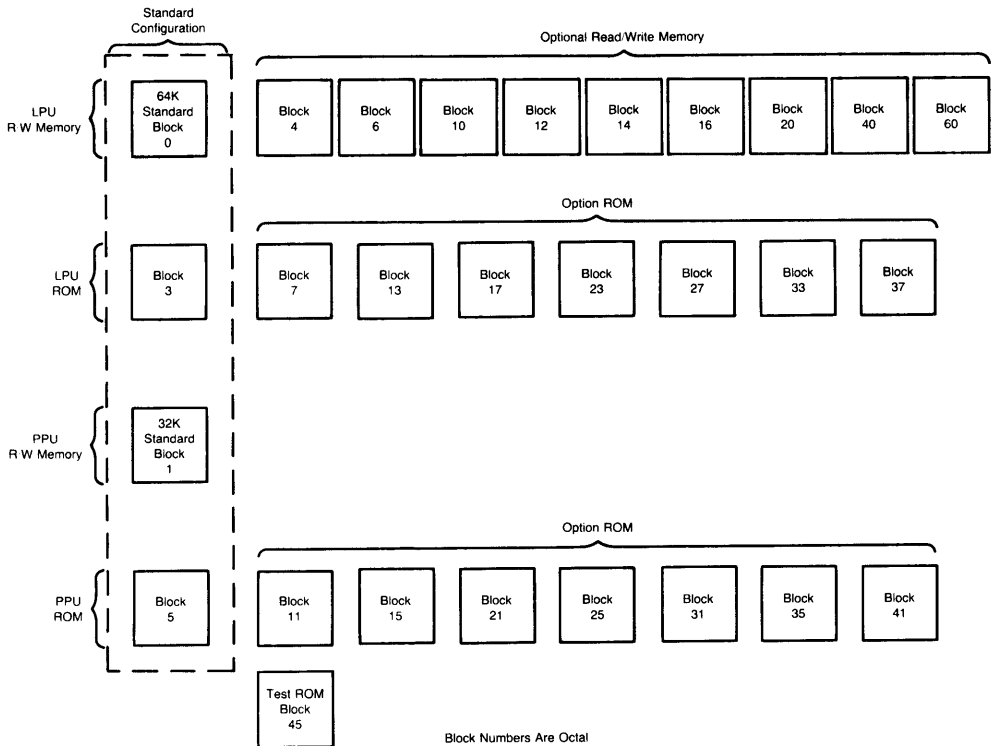 Standard
Configuration
Optional Read/Write Memory
LPU
R W Memory
64K
Standard
Block
0
Block
4
Block
6
Block
10
Block
12
Block
14
Block
16
Block
20
Block
40
Block
60
Option ROM
LPU
ROM
Block
3
Block
7
Block
13
Block
17
Block
23
Block
27
Block
33
Block
37
PPU
R W Memory
32K
Standard
Block
1
Option ROM
PPU
ROM
Block
5
Block
11
Block
15
Block
21
Block
25
Block
31
Block
35
Block
41
Test ROM
Block
45
Block Numbers Are Octal